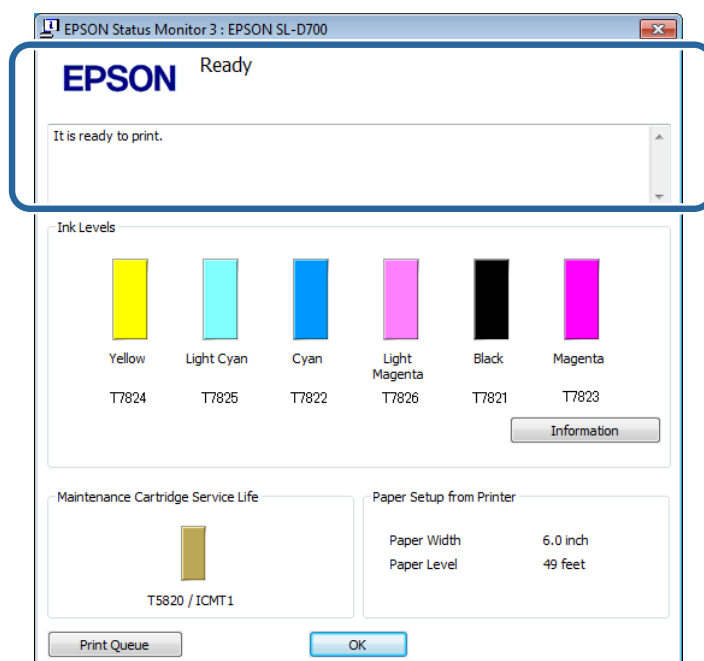 EPSON Status Monitor 3 : EPSON SL-D700
EPSON
Ready
It is ready to print.
Ink Levels
Yellow
Light Cyan
Cyan
Light
Magenta
Black
Magenta
T7824
T7825
T7822
T7826
T7821
T7823
Information
Maintenance Cartridge Service Life
T5820 / ICMT1
Paper Setup from Printer
Paper Width 6.0 inch
Paper Level 49 feet
Print Queue
OK